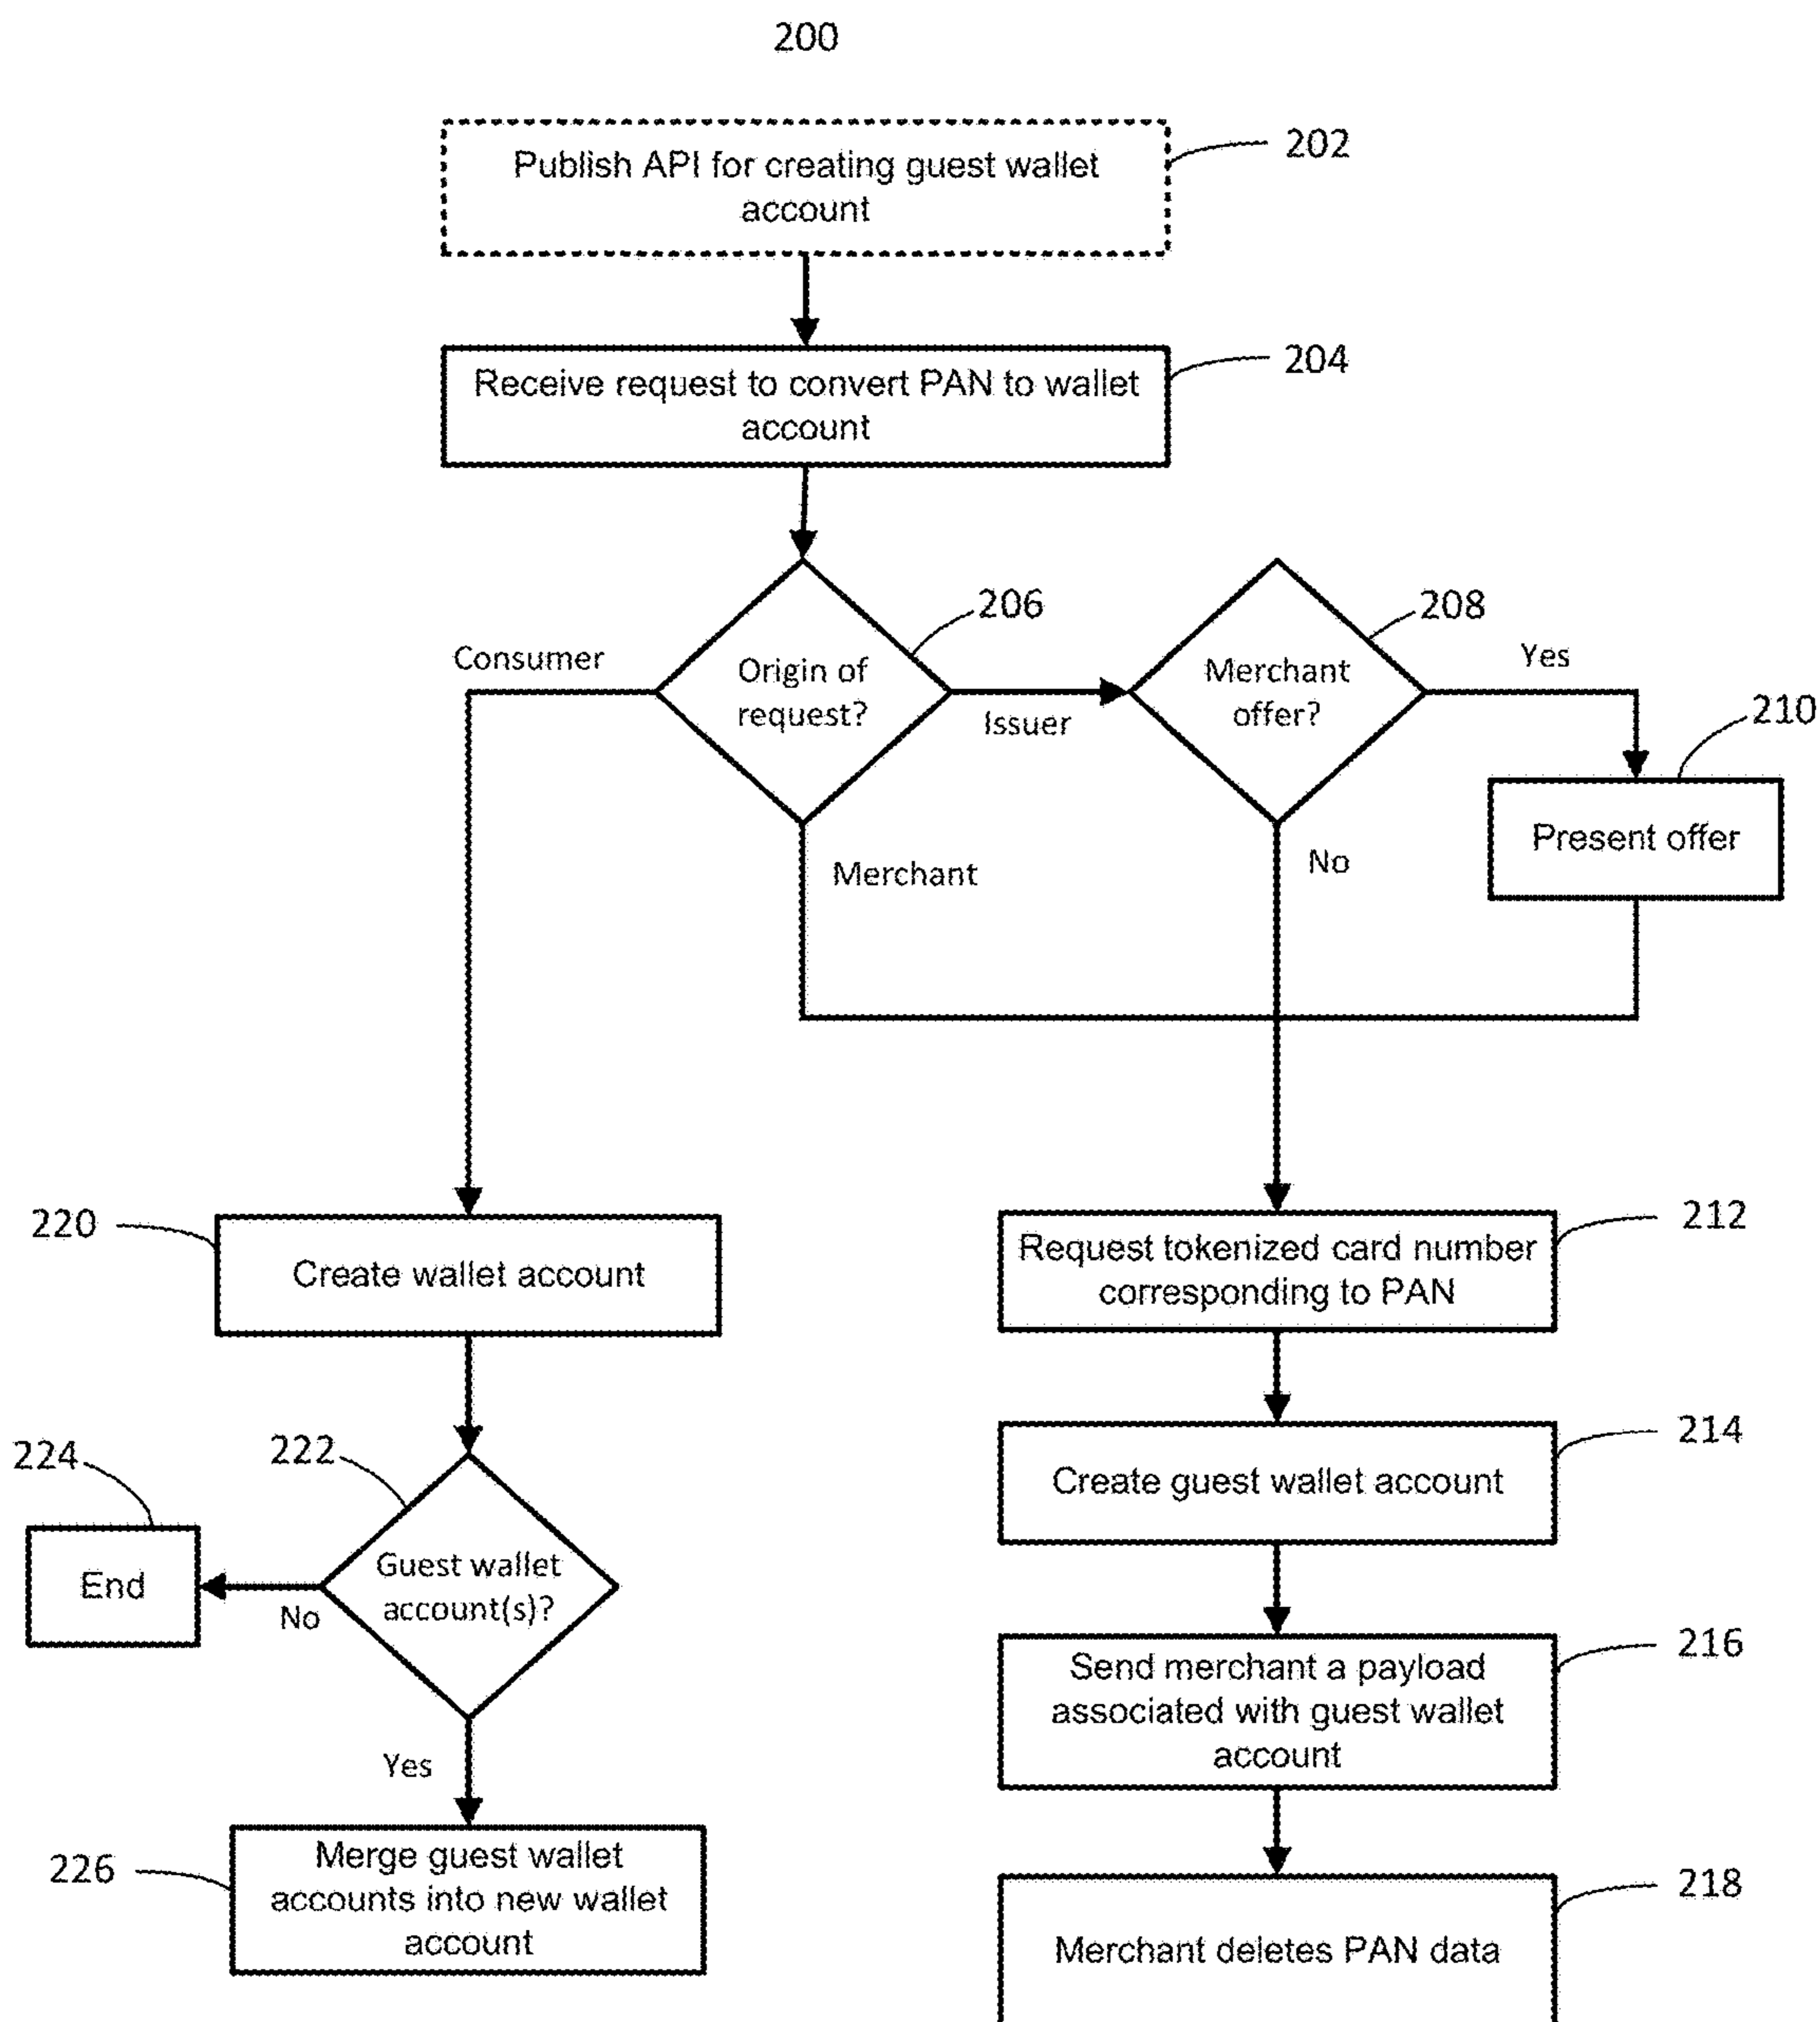 200
Publish API for creating guest wallet
account
202
Receive request to convert PAN to wallet
account
204
Origin of
request?
206
Consumer
Issuer
Merchant
Merchant
offer?
208
Yes
No
210
Present offer
220
Create wallet account
212
Request tokenized card number
corresponding to PAN
214
Create guest wallet account
222
224
Guest wallet
account(s)?
End
No
Yes
216
Send merchant a payload
associated with guest wallet
account
226
Merge guest wallet
accounts into new wallet
account
218
Merchant deletes PAN data